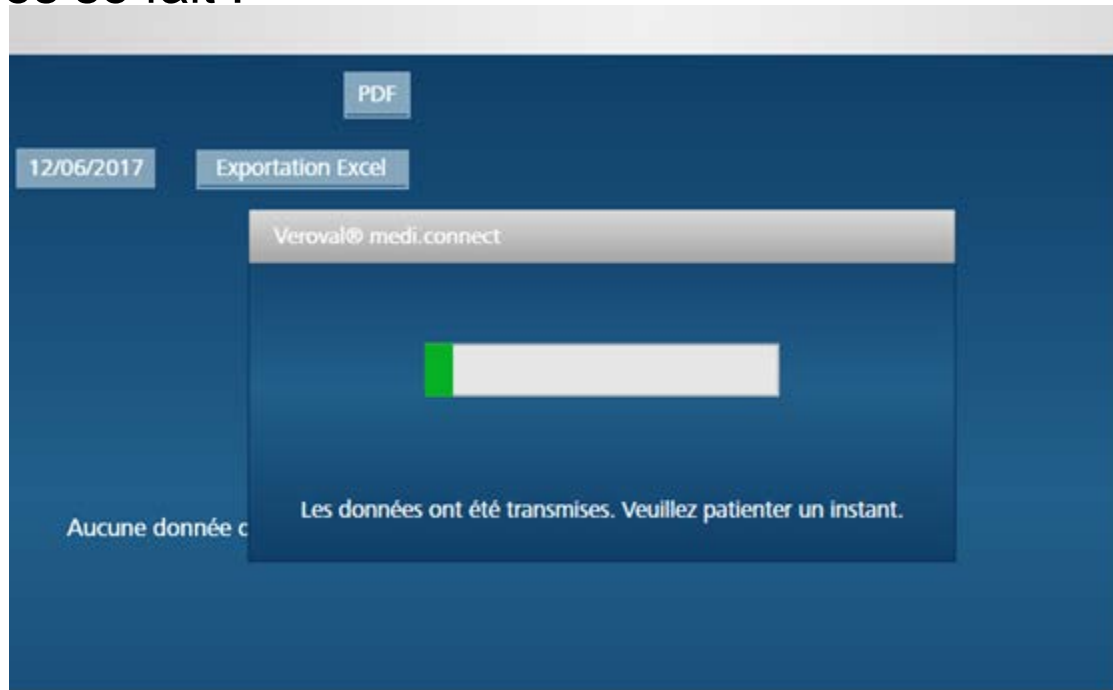 PDF
12/06/2017 Exportation Excel
Veroval® medi.connect
Les données ont été transmises. Veuillez patienter un instant.
Aucune donnée